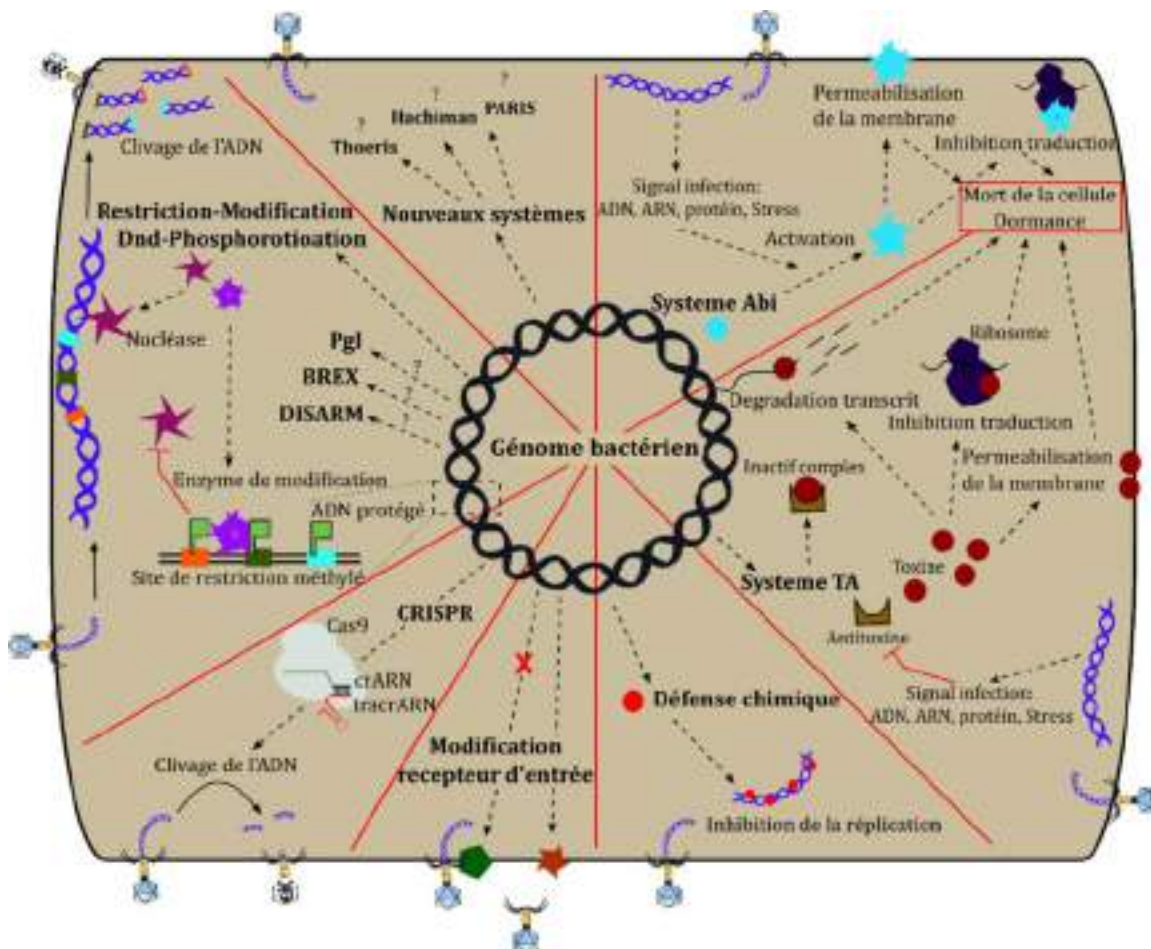 ?
?
?
Hachiman
PARIS
Thoeris
Clivage de l'ADN
Restriction-Modification
Dnd-Phosphorotioation
Nouveaux systèmes
Signal infection:
ADN, ARN, protéin, Stress
Permeabilisation
de la membrane
Inhibition traduction
Mort de la cellule
Dormance
Activation
Systeme Abi
Nucléase
Pgl
BREX
DISARM
Génome bactérien
Degradation transcrit
Ribosome
Inhibition traduction
Inactif complex
Permeabilisation
de la membrane
Enzyme de modification
ADN protégé
Site de restriction méthylé
Systeme TA
Toxine
Antitoxine
CRISPR
Cas9
crARN
tracrARN
Signal infection:
ADN, ARN, protéin, Stress
Défense chimique
Modification
recepteur d'entrée
Clivage de l'ADN
Inhibition de la réplication